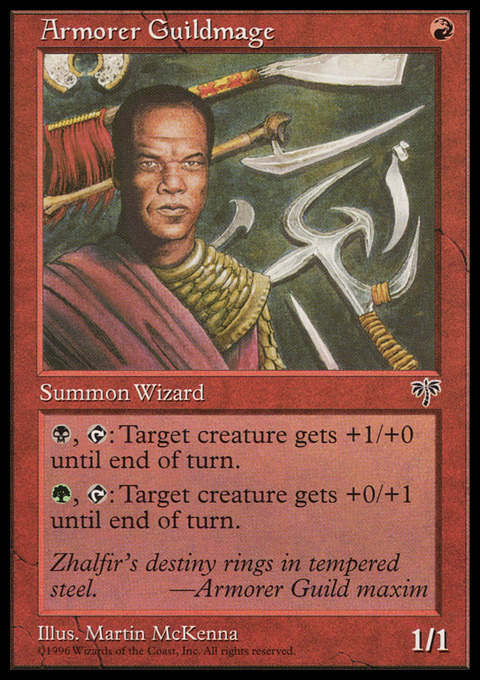 Armorer Guildmage
Summon Wizard
: Target creature gets +1/+0
until end of turn.
: Target creature gets +0/+1
until end of turn.
Zhalfir's destiny rings in tempered
steel. —Armorer Guild maxim
Illus. Martin McKenna
©1996 Wizards of the Coast, Inc. All rights reserved.
1/1